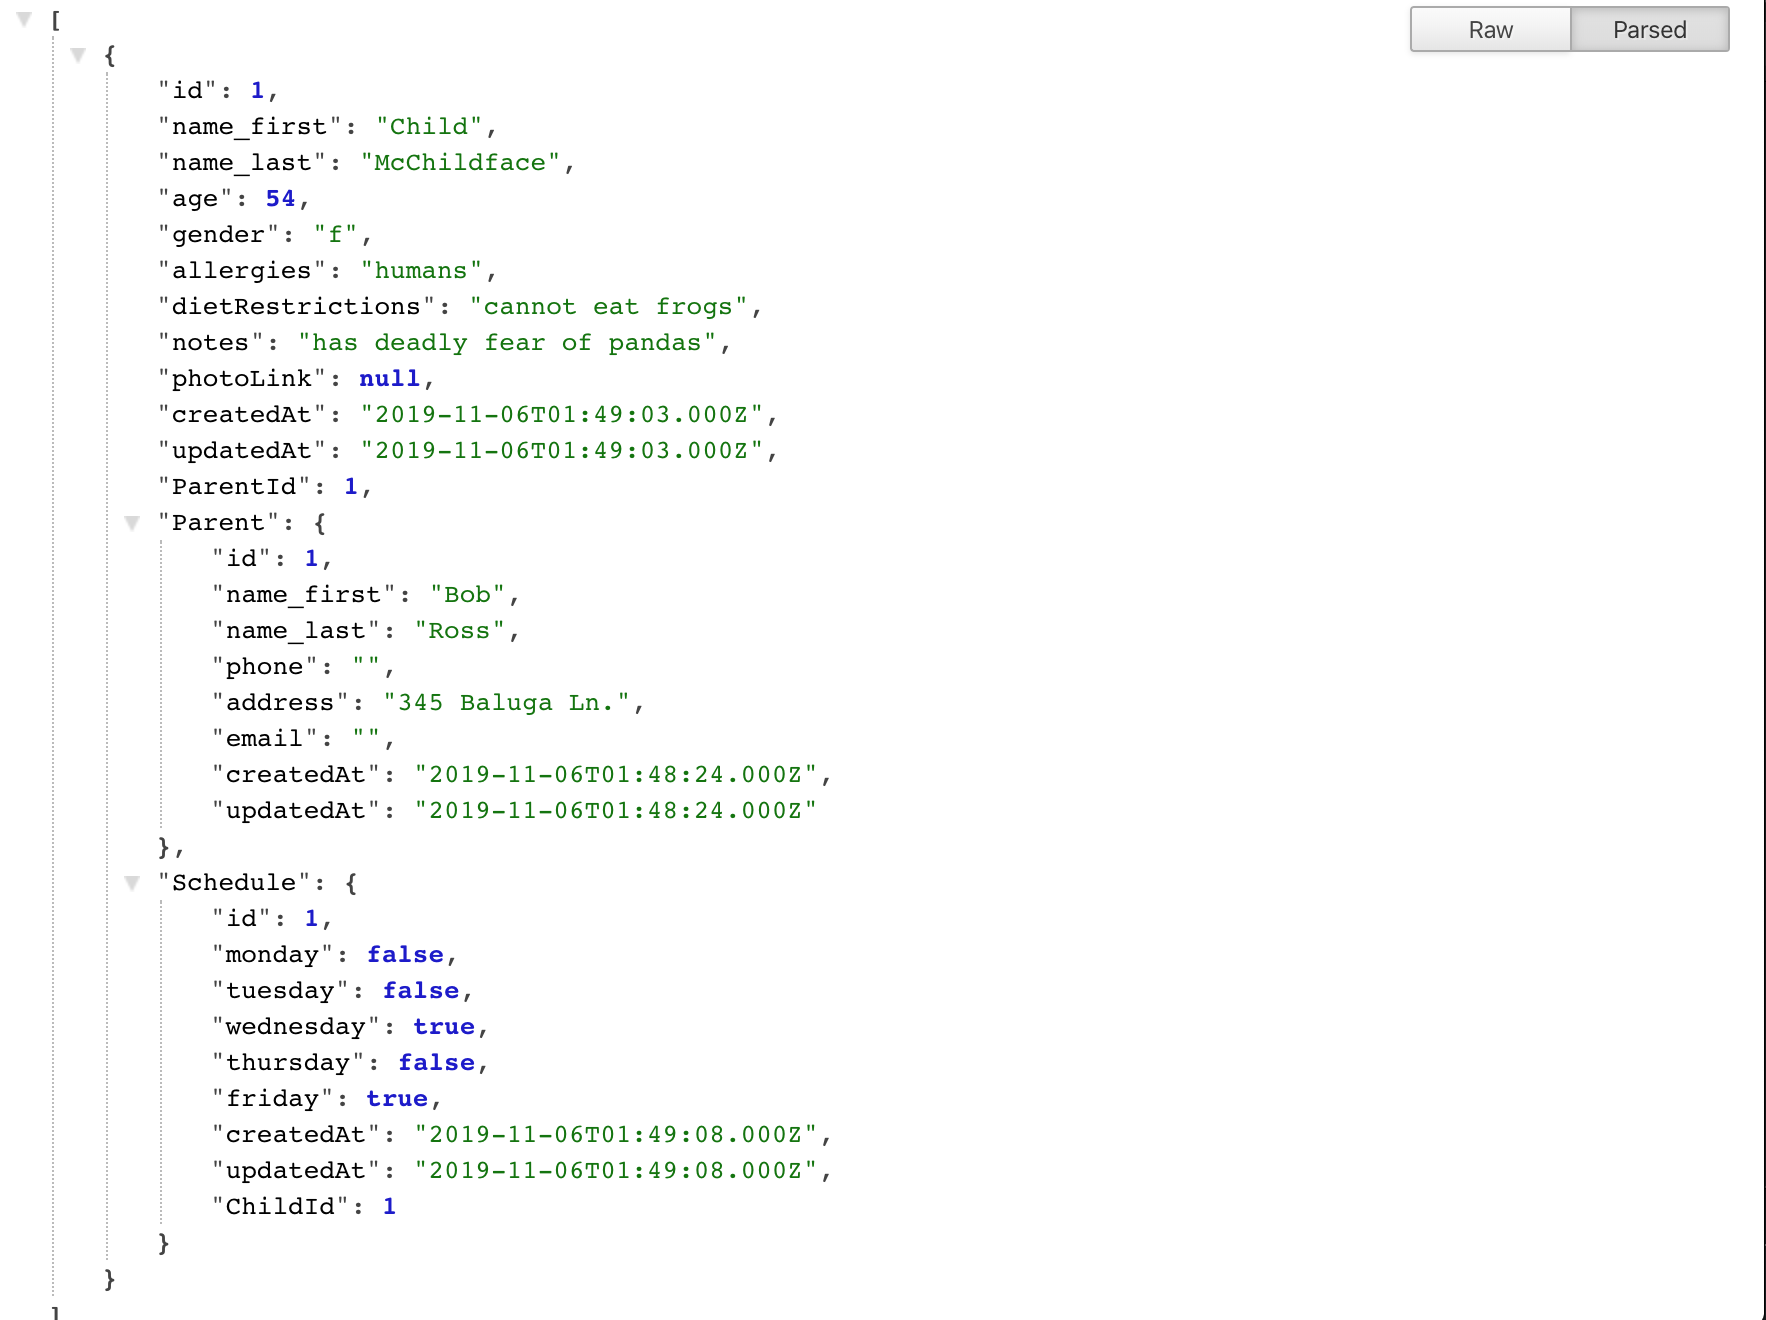 [
Raw Parsed
{
"id": 1,
"name_first": "Child",
"name_last": "McChildface",
"age": 54,
"gender": "f",
"allergies": "humans",
"dietRestrictions": "cannot eat frogs",
"notes": "has deadly fear of pandas",
"photoLink": null,
"createdAt": "2019-11-06T01:49:03.000Z",
"updatedAt": "2019-11-06T01:49:03.000Z",
"ParentId": 1,
"Parent": {
"id": 1,
"name_first": "Bob",
"name_last": "Ross",
"phone": "",
"address": "345 Baluga Ln.",
"email": "",
"createdAt": "2019-11-06T01:48:24.000Z",
"updatedAt": "2019-11-06T01:48:24.000Z"
},
"Schedule": {
"id": 1,
"monday": false,
"tuesday": false,
"wednesday": true,
"thursday": false,
"friday": true,
"createdAt": "2019-11-06T01:49:08.000Z",
"updatedAt": "2019-11-06T01:49:08.000Z",
"ChildId": 1
}
}
]